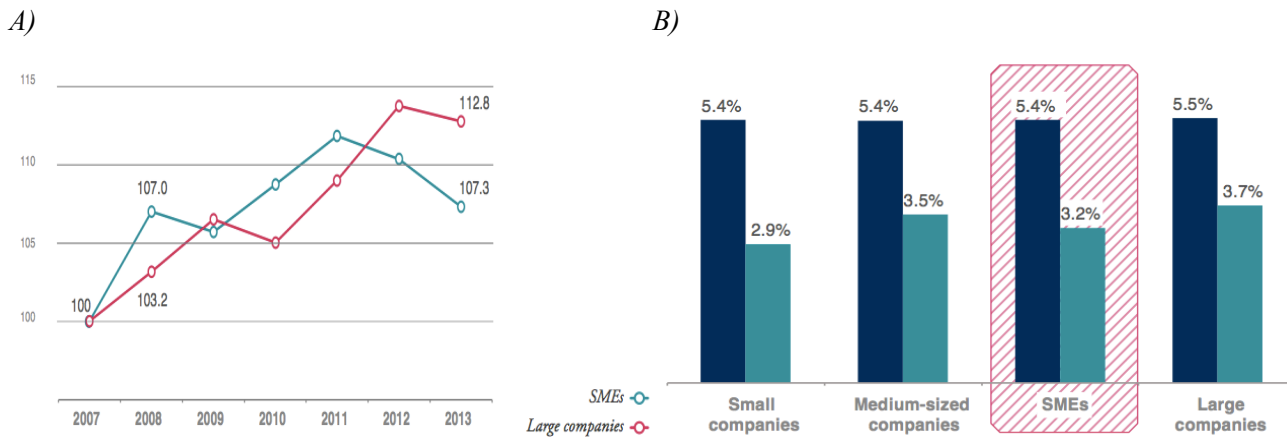 A)
115
110
105
100
107.0
103.2
100
112.8
107.3
2007 2008 2009 2010 2011 2012 2013
SMEs
Large companies
B)
5.4% 2.9% 5.4% 3.5% 5.4% 3.2% 5.5% 3.7%
Small
companies
Medium-sized
companies
SMEs
Large
companies